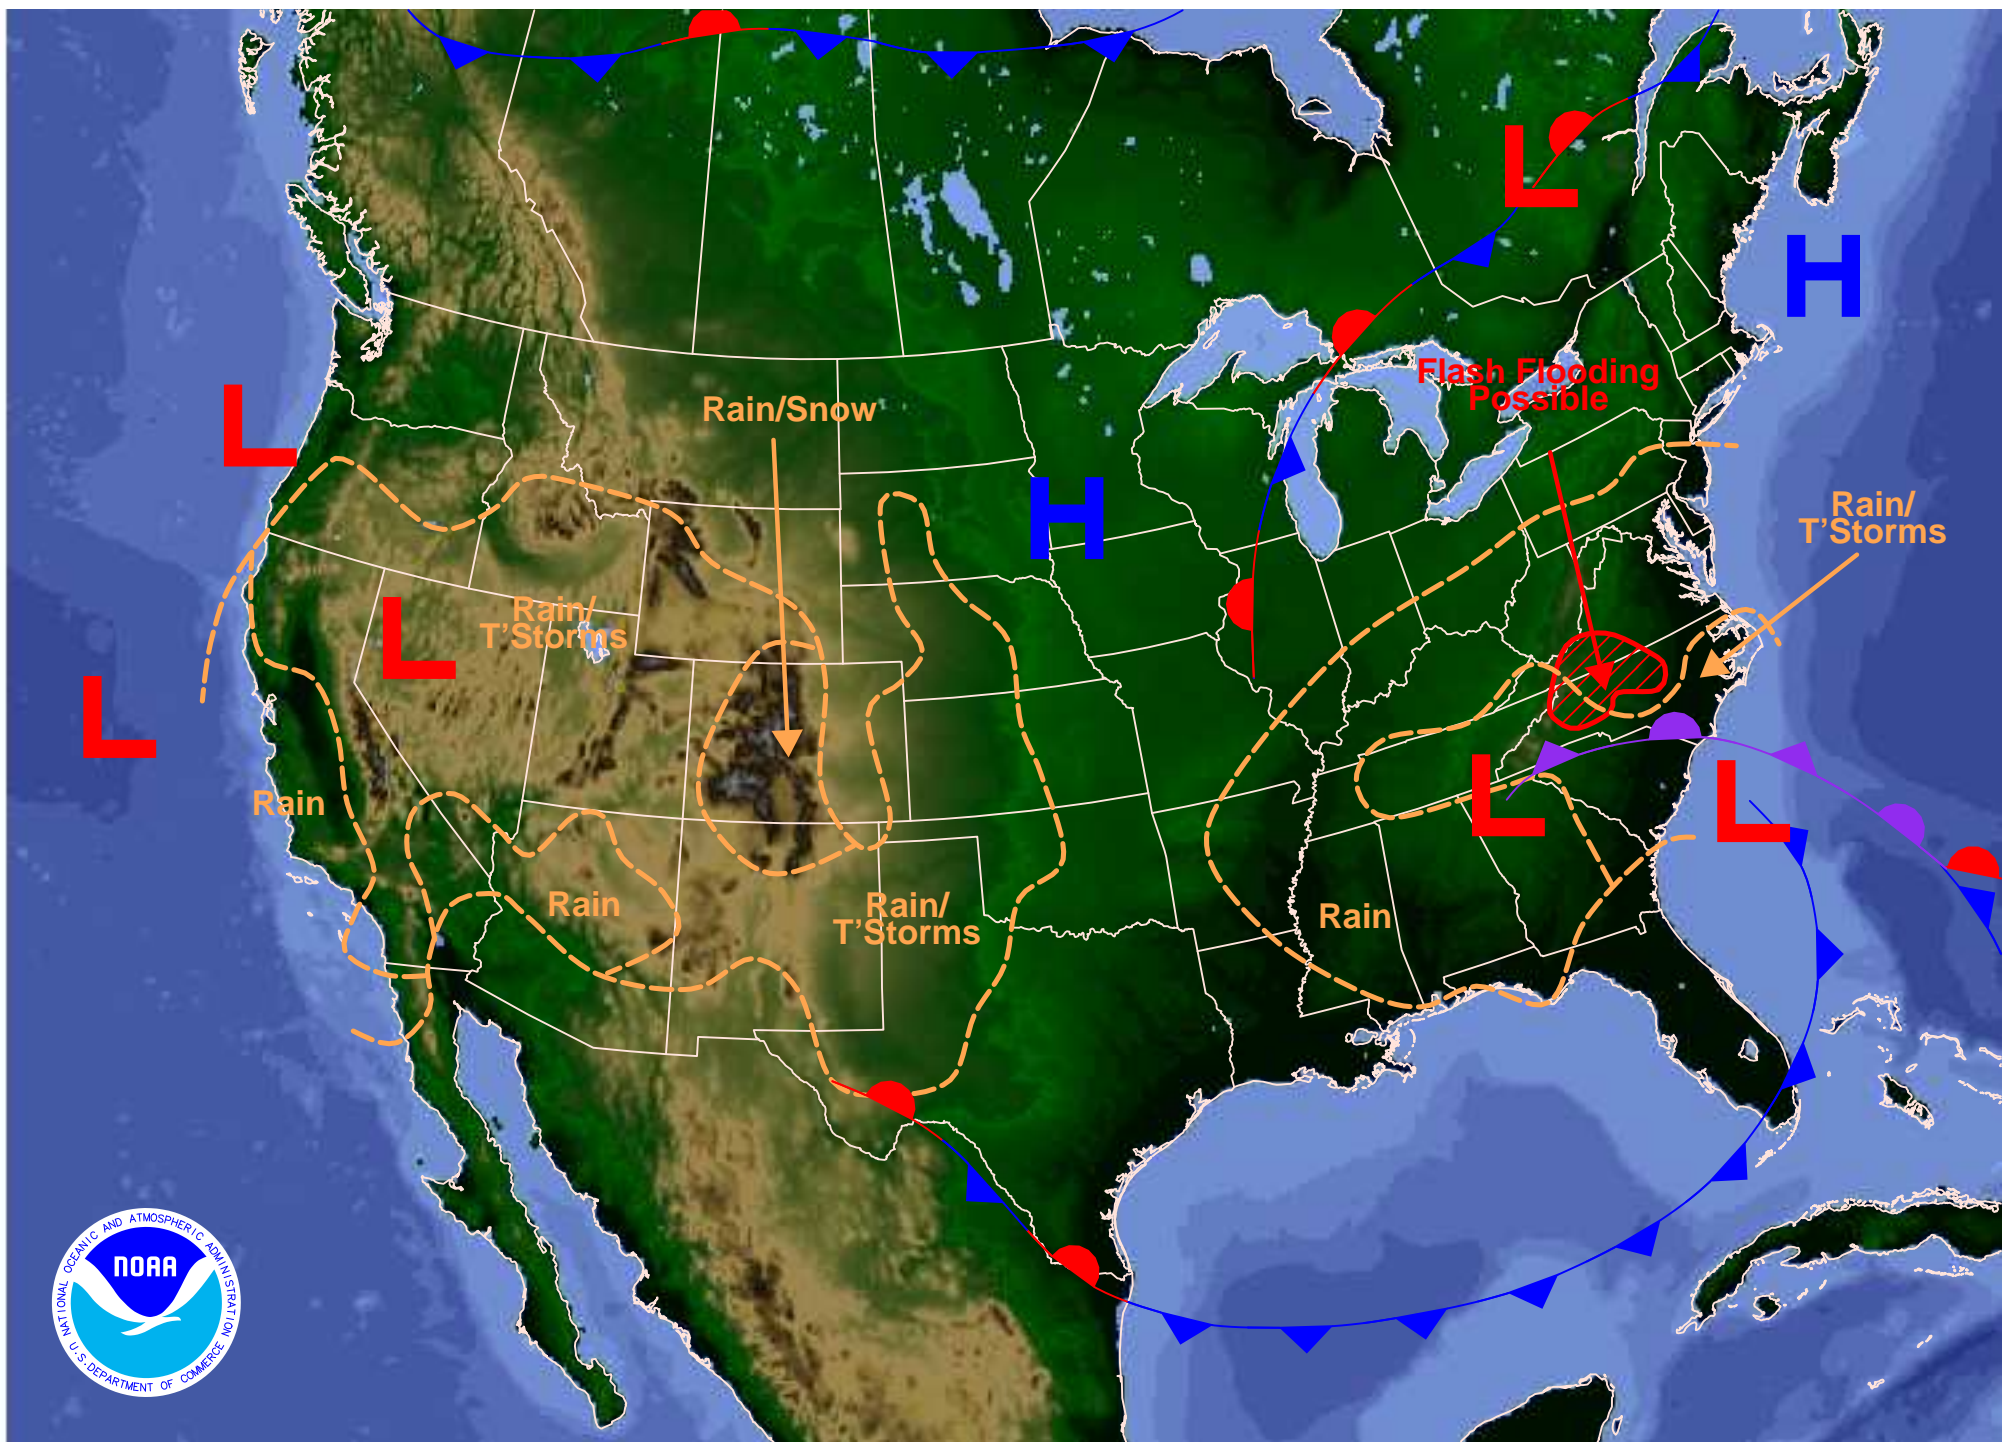 L
H
Flash Flooding
Possible
Rain/Snow
L
H
Rain/
T'Storms
L
Rain/
T'Storms
L
L
L
Rain
Rain
Rain/
T'Storms
Rain
NATIONAL OCEANIC AND ATMOSPHERIC ADMINISTRATION
NOAA
U.S. DEPARTMENT OF COMMERCE